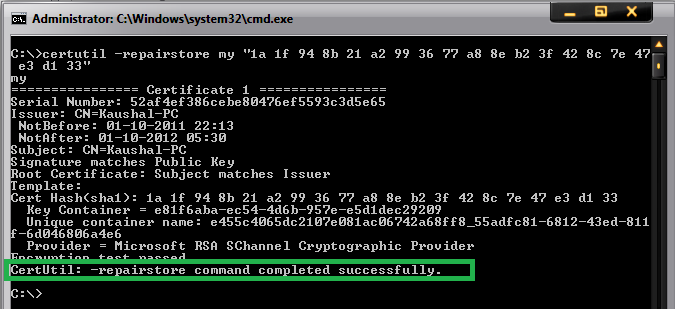 Administrator: C:\Windows\system32\cmd.exe
C:\>certutil -repairstore my "1a 1f 94 8b 21 a2 99 36 77 a8 8e b2 3f 42 8c 7e 47
e3 d1 33"
my
================ Certificate 1 ================
Serial Number: 52af4ef386cebe80476ef5593c3d5e65
Issuer: CN=Kaushal-PC
NotBefore: 01-10-2011 22:13
NotAfter: 01-10-2012 05:30
Subject: CN=Kaushal-PC
Signature matches Public Key
Root Certificate: Subject matches Issuer
Template:
Cert Hash(sha1): 1a 1f 94 8b 21 a2 99 36 77 a8 8e b2 3f 42 8c 7e 47 e3 d1 33
Key Container = e81f6aba-ec54-4d6b-957e-e5d1dec29209
Unique container name: e455c4065dc2107e081ac06742a68ff8_55adfc81-6812-43ed-811
f-6d046806a4e6
Provider = Microsoft RSA SChannel Cryptographic Provider
Encryption test passed
CertUtil: -repairstore command completed successfully.
C:\>